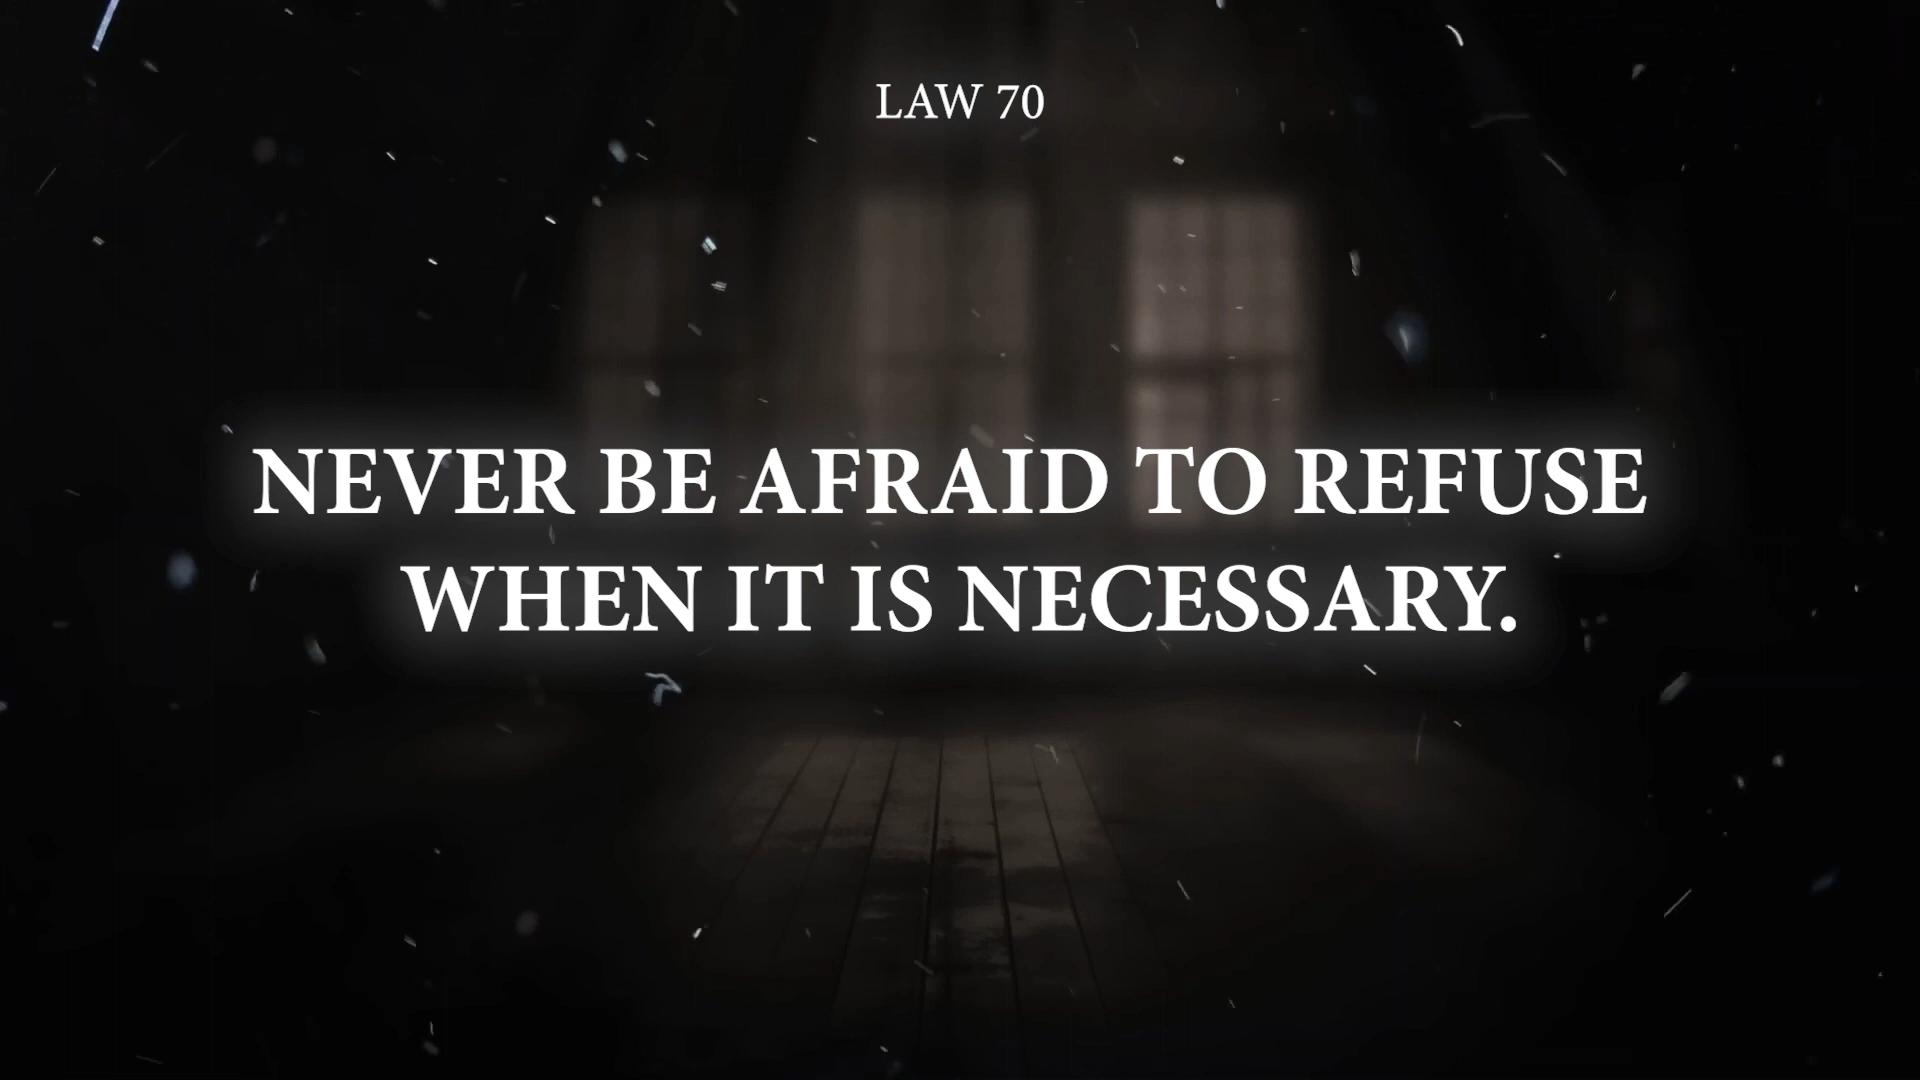 LAW 70
NEVER BE AFRAID TO REFUSE
WHEN IT IS NECESSARY.